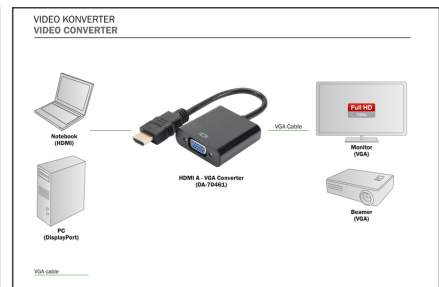 VIDEO KONVERTER
VIDEO CONVERTER
Full HD
1080p
VGA Cable
Notebook
(HDMI)
HDMI A - VGA Converter
(DA-70461)
Monitor
(VGA)
PC
(DisplayPort)
Beamer
(VGA)
VGA cable